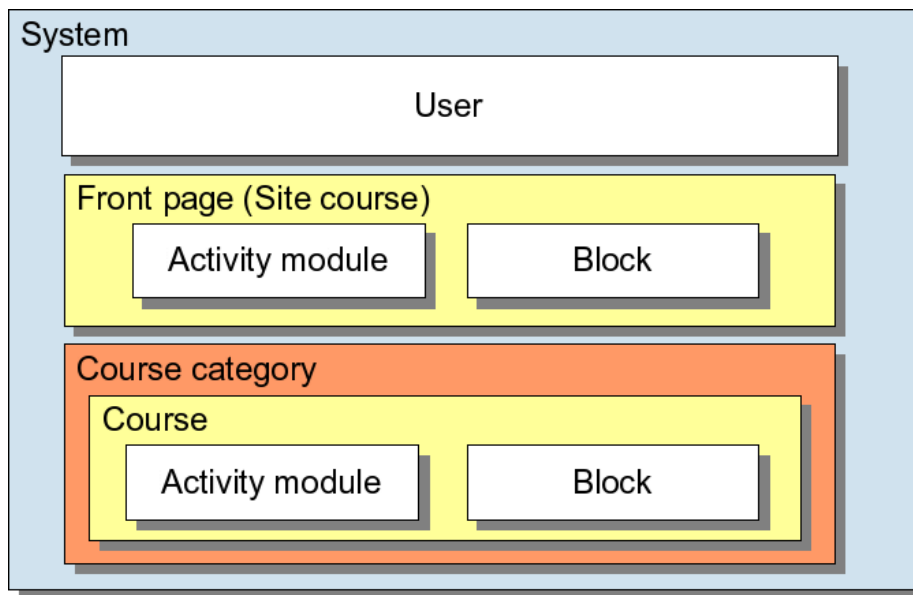 System
User
Front page (Site course)
Activity module
Block
Course category
Course
Activity module
Block